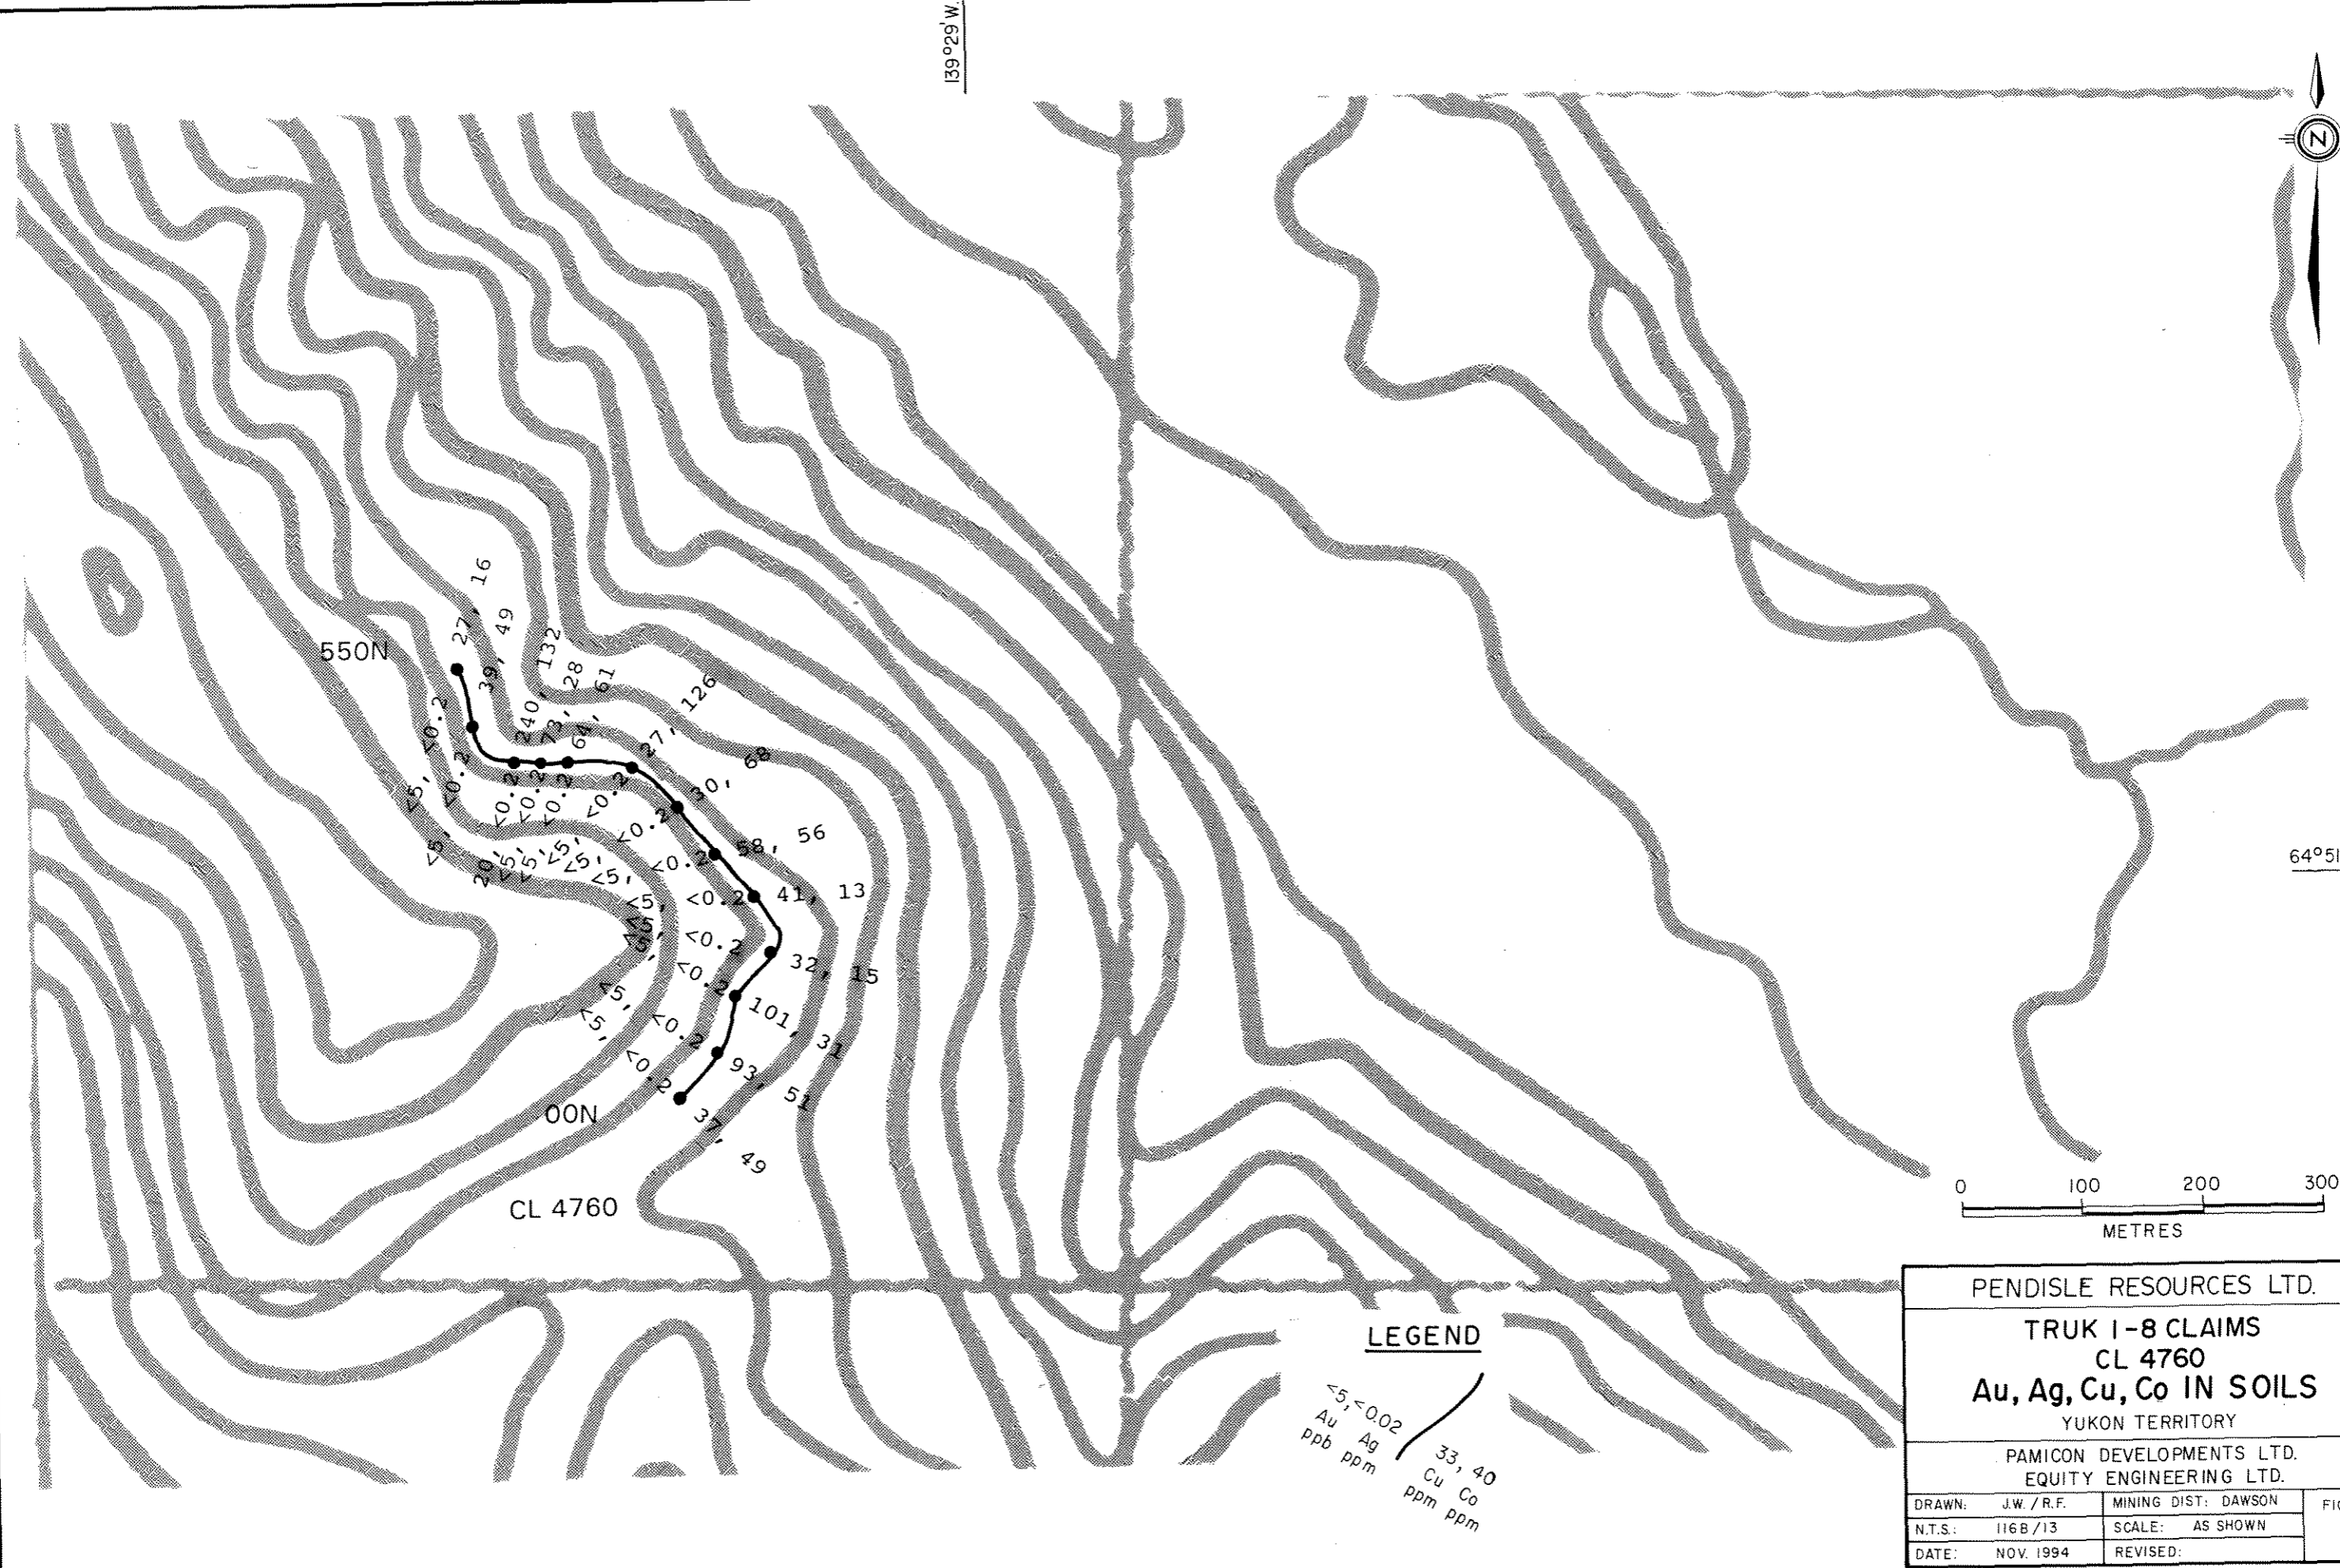 139°29'W.
N
550N
27, 16
39, 49
240, 132
73, 28
64, 61
27, 126
30, 68
58, 56
41, 13
32, 15
101, 31
93, 51
37, 49
<5, <0.2
<5, <0.2
20, <0.2
<5, <0.2
<5, <0.2
<5, <0.2
<5, <0.2
<5, <0.2
<5, <0.2
<5, <0.2
<5, <0.2
<5, <0.2
<5, <0.2
00N
CL 4760
64°51
0 100 200 300
METRES
LEGEND
<5, <0.02
Au Ag
ppb ppm
33, 40
Cu Co
ppm ppm
PENDISLE RESOURCES LTD.
TRUK 1-8 CLAIMS
CL 4760
Au, Ag, Cu, Co IN SOILS
YUKON TERRITORY
PAMICON DEVELOPMENTS LTD.
EQUITY ENGINEERING LTD.
DRAWN: J.W. / R.F. MINING DIST: DAWSON
N.T.S.: 116B/13 SCALE: AS SHOWN
DATE: NOV. 1994 REVISED: